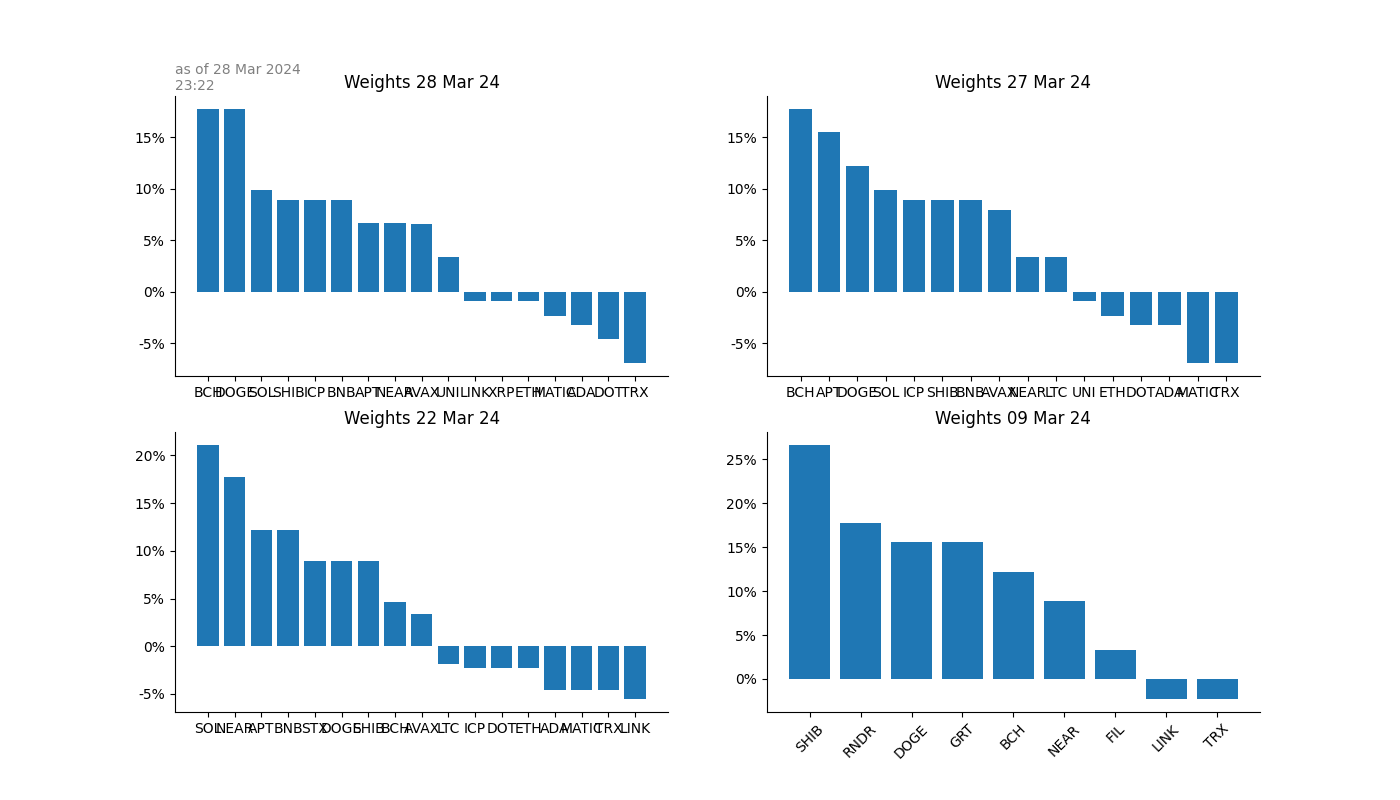 as of 28 Mar 2024
23:22
Weights 28 Mar 24
15%
10%
5%
0%
-5%
BCH DOGE SOL SHIB ICP BNB APT NEAR AVAX UNI LINK XRP ETH MATIC ADA DOT TRX
Weights 27 Mar 24
15%
10%
5%
0%
-5%
BCH APT DOGE SOL ICP SHIB BNB AVAX NEAR LTC UNI ETH DOT ADA MATIC TRX
Weights 22 Mar 24
20%
15%
10%
5%
0%
-5%
SOL NEAR APT BNB STX DOGE SHIB BCH AVAX LTC ICP DOT ETH ADA MATIC TRX LINK
Weights 09 Mar 24
25%
20%
15%
10%
5%
0%
SHIB RNDR DOGE GRT BCH NEAR FIL LINK TRX